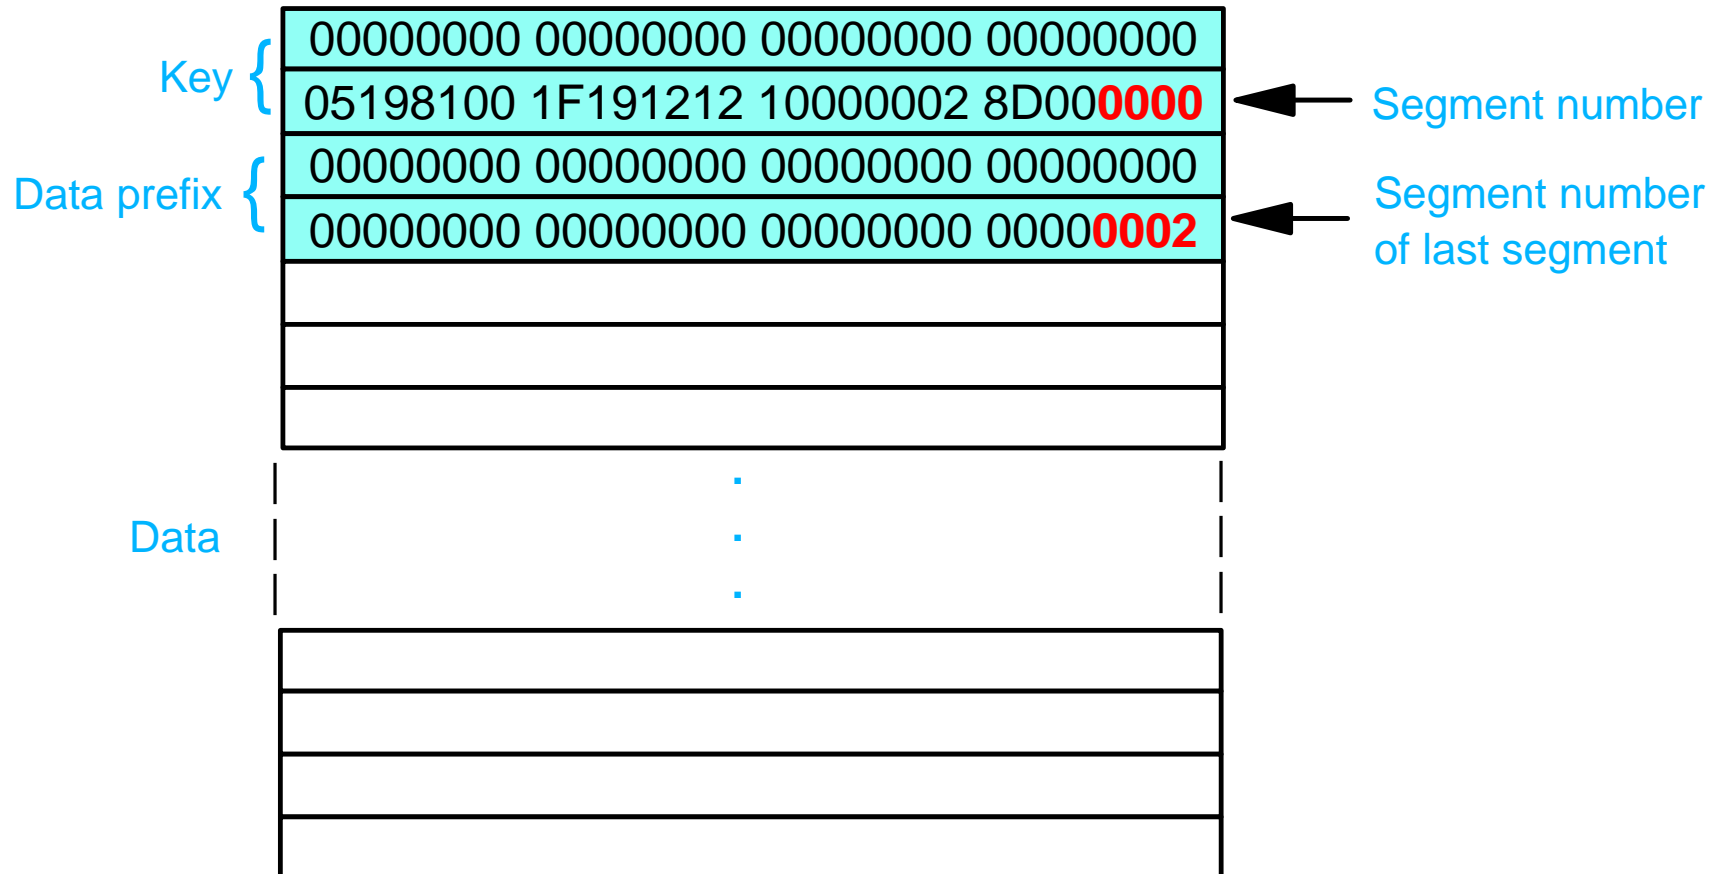 00000000 00000000 00000000 00000000
Key {
05198100 1F191212 10000002 8D000000
Segment number
00000000 00000000 00000000 00000000
Data prefix {
00000000 00000000 00000000 00000002
Segment number
of last segment
.
.
Data
.